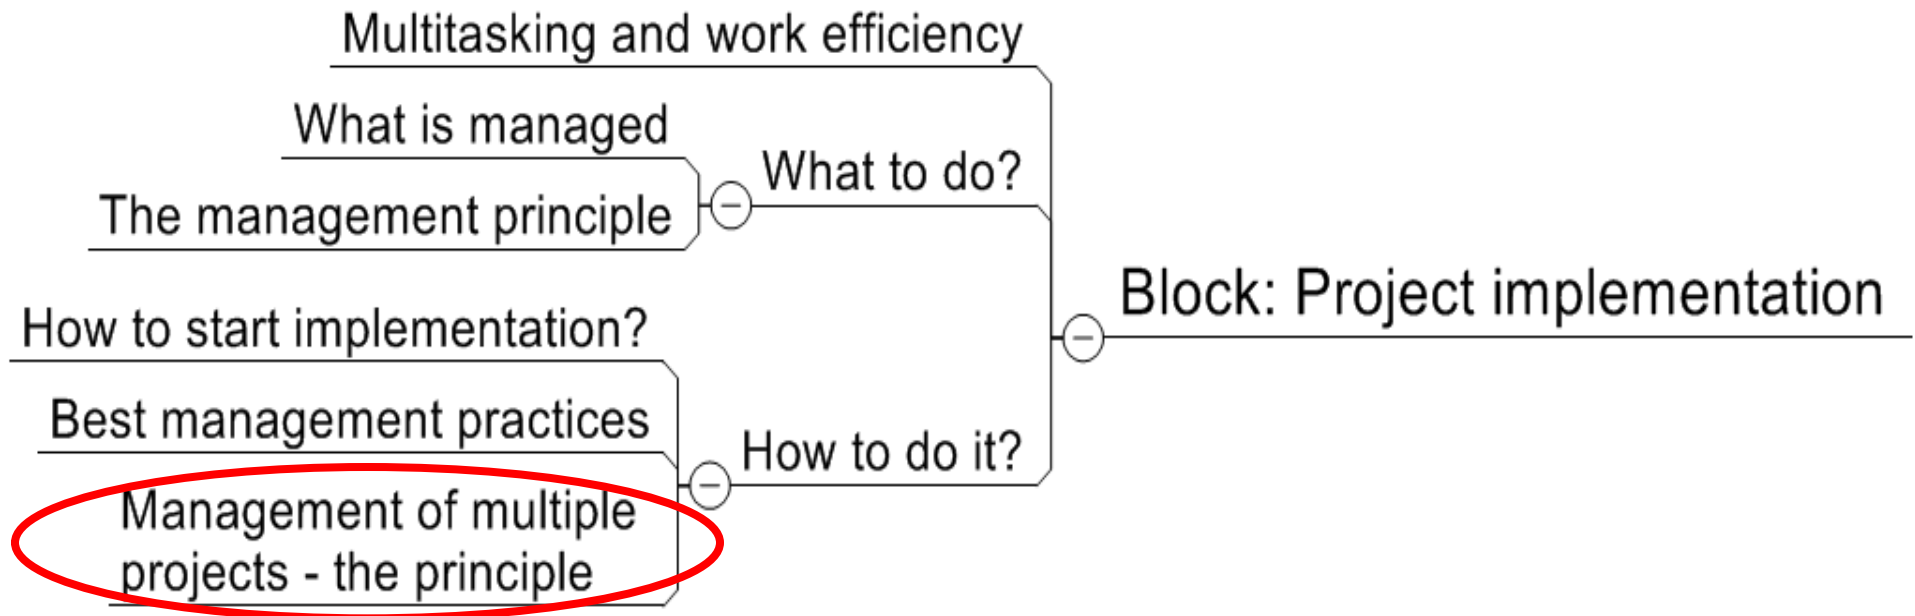 Multitasking and work efficiency
What is managed
What to do?
The management principle
Block: Project implementation
How to start implementation?
Best management practices
How to do it?
Management of multiple
projects - the principle